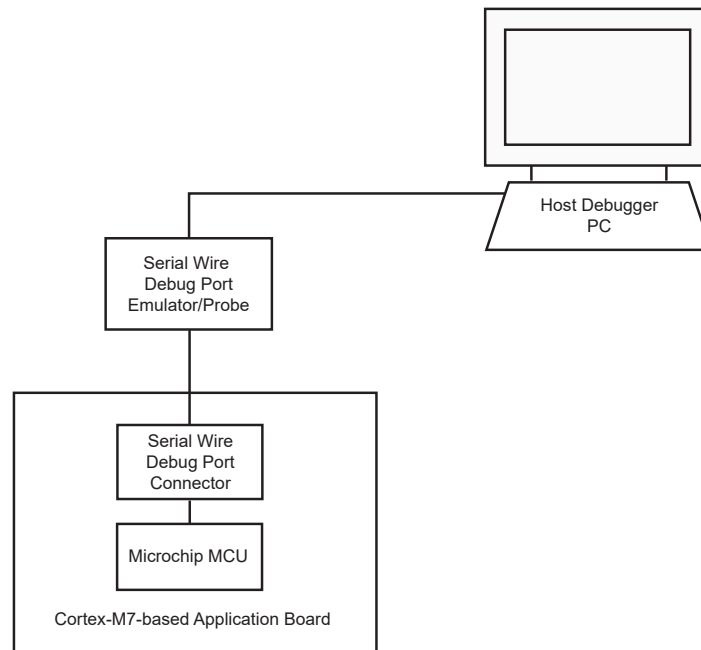 Host Debugger
PC
Serial Wire
Debug Port
Emulator/Probe
Serial Wire
Debug Port
Connector
Microchip MCU
Cortex-M7-based Application Board